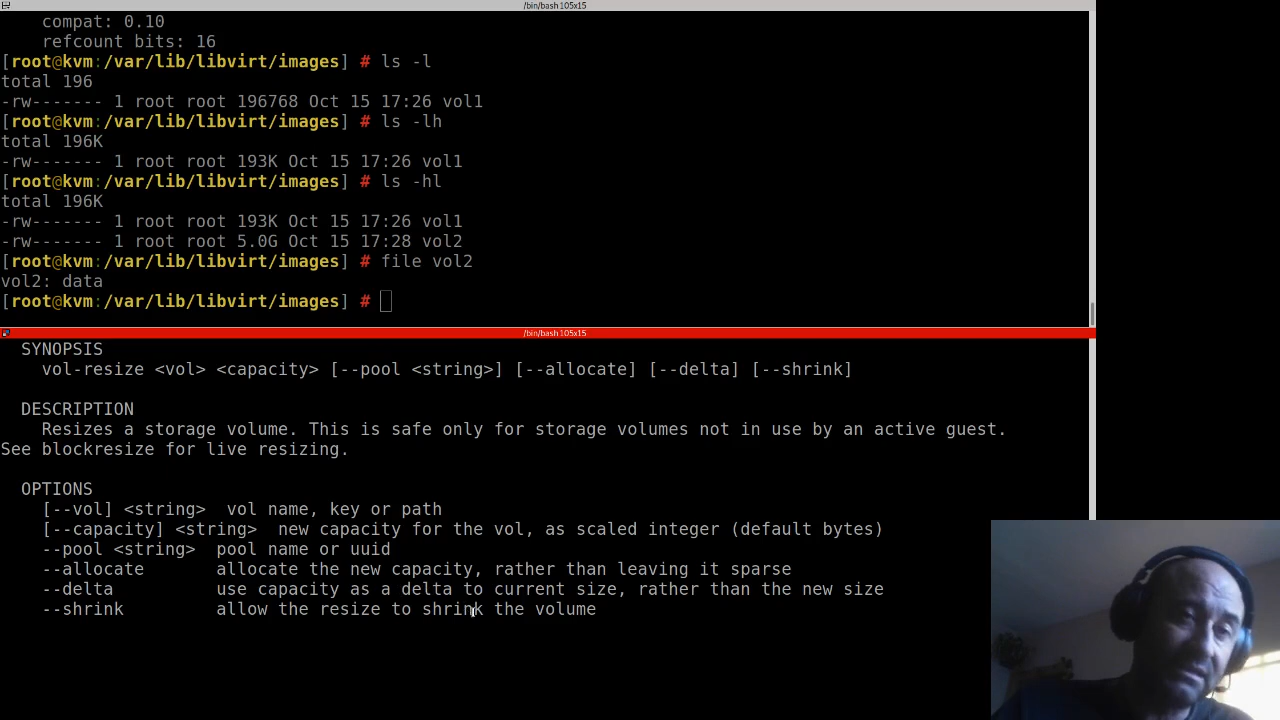 /bin/bash 105x15
compat: 0.10
refcount bits: 16
[root@kvm:/var/lib/libvirt/images] # ls -l
total 196
-rw------- 1 root root 196768 Oct 15 17:26 vol1
[root@kvm:/var/lib/libvirt/images] # ls -lh
total 196K
-rw------- 1 root root 193K Oct 15 17:26 vol1
[root@kvm:/var/lib/libvirt/images] # ls -hl
total 196K
-rw------- 1 root root 193K Oct 15 17:26 vol1
-rw------- 1 root root 5.0G Oct 15 17:28 vol2
[root@kvm:/var/lib/libvirt/images] # file vol2
vol2: data
[root@kvm:/var/lib/libvirt/images] #
/bin/bash 105x15
SYNOPSIS
vol-resize <vol> <capacity> [--pool <string>] [--allocate] [--delta] [--shrink]
DESCRIPTION
Resizes a storage volume. This is safe only for storage volumes not in use by an active guest.
See blockresize for live resizing.
OPTIONS
[--vol] <string>  vol name, key or path
[--capacity] <string>  new capacity for the vol, as scaled integer (default bytes)
--pool <string>  pool name or uuid
--allocate       allocate the new capacity, rather than leaving it sparse
--delta          use capacity as a delta to current size, rather than the new size
--shrink         allow the resize to shrink the volume